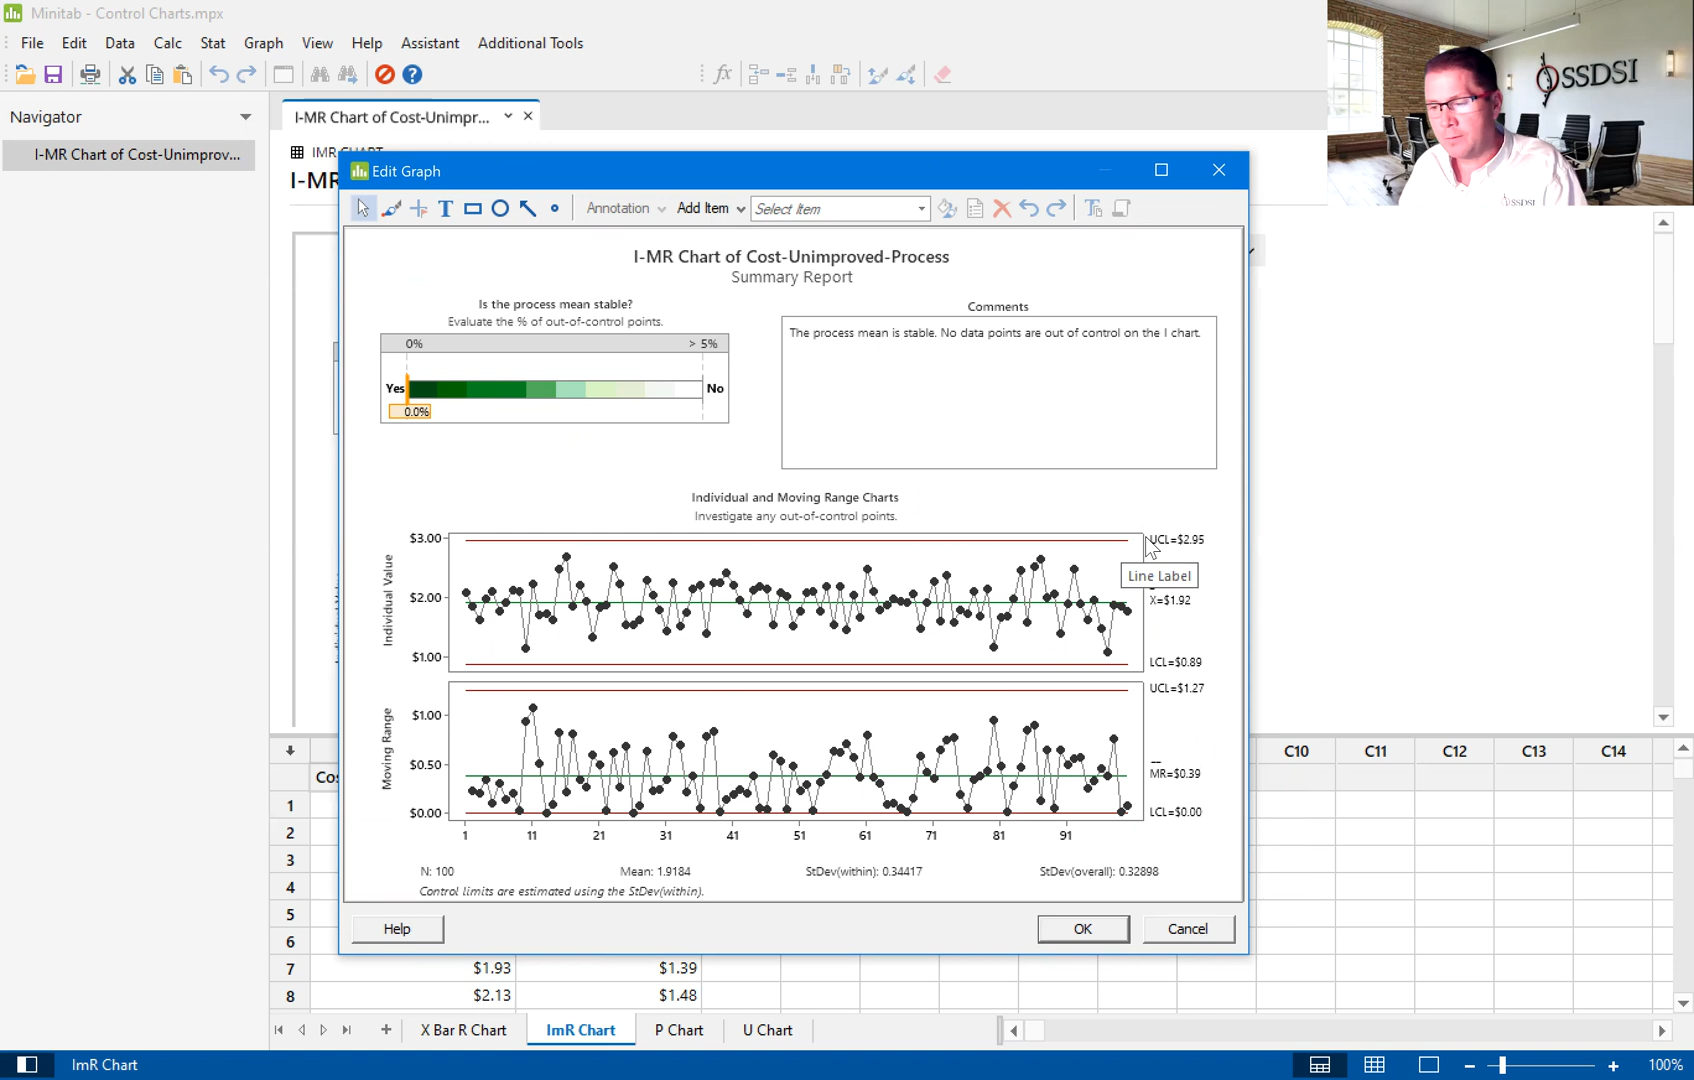 Minitab - Control Charts.mpx
File Edit Data Calc Stat Graph View Help Assistant Additional Tools
SSDSI
fx
Navigator
I-MR Chart of Cost-Unimpr...
I-MR Chart of Cost-Unimprov...
IMR CHART
I-MR
Edit Graph
T Annotation Add Item Select Item
I-MR Chart of Cost-Unimproved-Process
Summary Report
Is the process mean stable?
Evaluate the % of out-of-control points.
0% > 5%
Yes No
0.0%
Comments
The process mean is stable. No data points are out of control on the I chart.
Individual and Moving Range Charts
Investigate any out-of-control points.
Individual Value
$3.00
$2.00
$1.00
UCL=$2.95
Line Label
X=$1.92
LCL=$0.89
Moving Range
$1.00
$0.50
$0.00
UCL=$1.27
MR=$0.39
LCL=$0.00
1 11 21 31 41 51 61 71 81 91
N: 100 Mean: 1.9184 StDev(within): 0.34417 StDev(overall): 0.32898
Control limits are estimated using the StDev(within).
Help OK Cancel
C10 C11 C12 C13 C14
Cos
1
2
3
4
5
6
7 $1.93 $1.39
8 $2.13 $1.48
X Bar R Chart ImR Chart P Chart U Chart
ImR Chart
100%